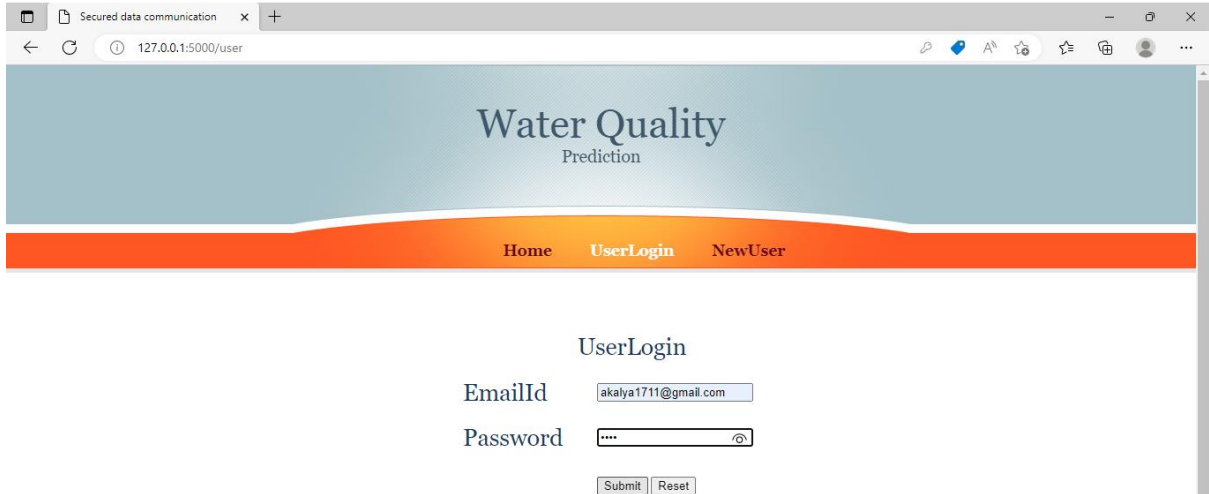 Secured data communication
127.0.0.1:5000/user
Water Quality
Prediction
Home UserLogin NewUser
UserLogin
EmailId akalya1711@gmail.com
Password ••••
Submit Reset